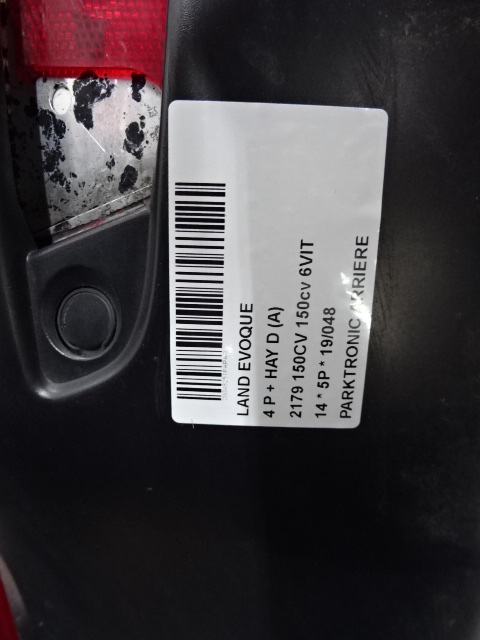 LAND EVOQUE
4 P + HAY D (A)
2179 150CV 150cv 6VIT
14 * 5P * 19/048
PARKTRONIC ARRIERE